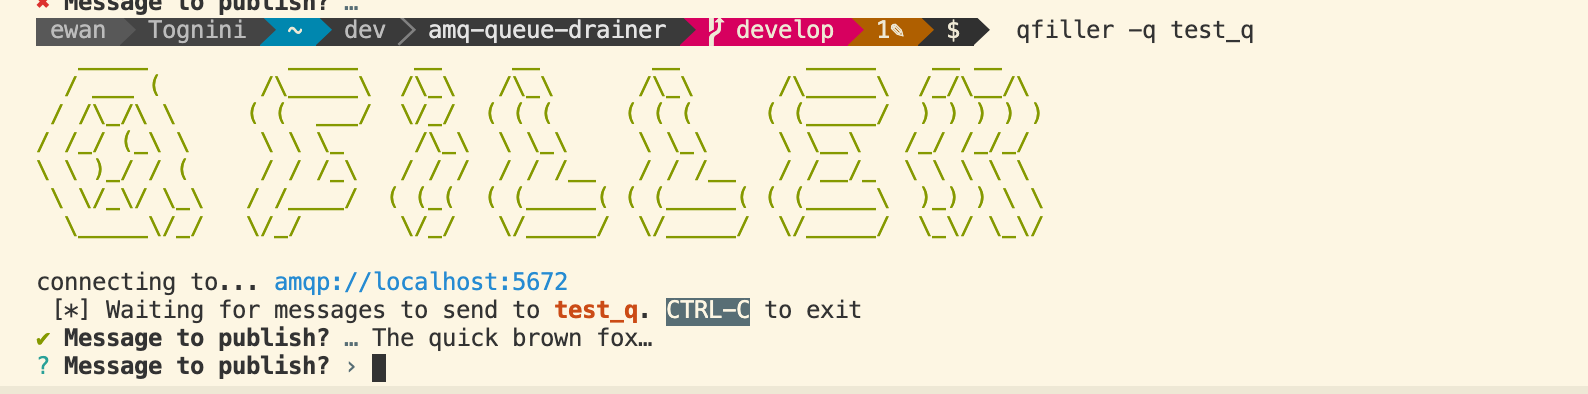 ✖ Message to publish? …
ewan Tognini ~ dev amq-queue-drainer develop 1✎ $ qfiller -q test_q
Q FILLER
connecting to... amqp://localhost:5672
[*] Waiting for messages to send to test_q. CTRL-C to exit
✔ Message to publish? … The quick brown fox…
? Message to publish? ›